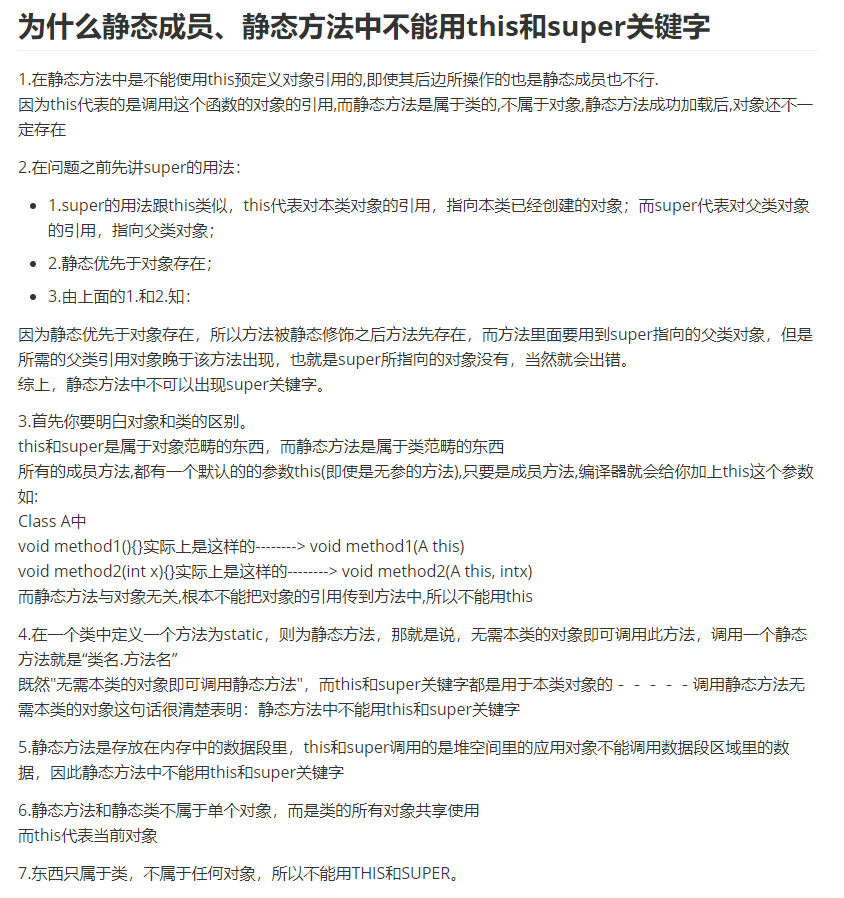 为什么静态成员、静态方法中不能用this和super关键字
1.在静态方法中是不能使用this预定义对象引用的,即使其后边所操作的也是静态成员也不行.
因为this代表的是调用这个函数的对象的引用,而静态方法是属于类的,不属于对象,静态方法成功加载后,对象还不一
定存在
2.在问题之前先讲super的用法：
1.super的用法跟this类似，this代表对本类对象的引用，指向本类已经创建的对象；而super代表对父类对象
的引用，指向父类对象；
2.静态优先于对象存在；
3.由上面的1.和2.知：
因为静态优先于对象存在，所以方法被静态修饰之后方法先存在，而方法里面要用到super指向的父类对象，但是
所需的父类引用对象晚于该方法出现，也就是super所指向的对象没有，当然就会出错。
综上，静态方法中不可以出现super关键字。
3.首先你要明白对象和类的区别。
this和super是属于对象范畴的东西，而静态方法是属于类范畴的东西
所有的成员方法,都有一个默认的的参数this(即使是无参的方法),只要是成员方法,编译器就会给你加上this这个参数
如:
Class A中
void method1(){}实际上是这样的--------> void method1(A this)
void method2(int x){}实际上是这样的--------> void method2(A this, intx)
而静态方法与对象无关,根本不能把对象的引用传到方法中,所以不能用this
4.在一个类中定义一个方法为static，则为静态方法，那就是说，无需本类的对象即可调用此方法，调用一个静态
方法就是“类名.方法名”
既然"无需本类的对象即可调用静态方法"，而this和super关键字都是用于本类对象的－－－－－调用静态方法无
需本类的对象这句话很清楚表明：静态方法中不能用this和super关键字
5.静态方法是存放在内存中的数据段里，this和super调用的是堆空间里的应用对象不能调用数据段区域里的数
据，因此静态方法中不能用this和super关键字
6.静态方法和静态类不属于单个对象，而是类的所有对象共享使用
而this代表当前对象
7.东西只属于类，不属于任何对象，所以不能用THIS和SUPER。